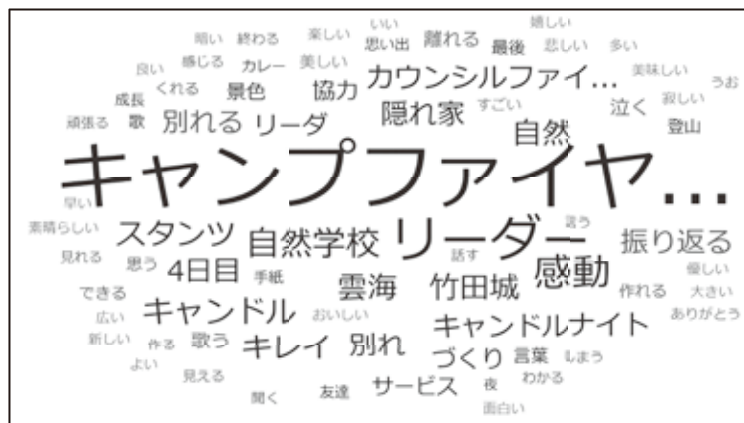 いい 嬉しい
暗い 終わる 楽しい 思い出 離れる 最後 悲しい 多い
良い 感じる カレー 美しい カウンシルファイ... 美味しい うお
くれる 景色 協力 すごい 泣く 寂しい
成長
頑張る 歌 別れる リーダ 隠れ家 自然 登山
キャンプファイヤ...
早い
素晴らしい スタンツ 自然学校 リーダー 言う 振り返る
見れる 思う 4日目 手紙 話す 感動 優しい
できる 雲海 竹田城 作れる 大きい
広い キャンドル おいしい キャンドルナイト ありがとう
新しい 作る 歌う キレイ 別れ づくり 言葉 しまう
よい 見える サービス 夜 わかる
聞く 友達 面白い